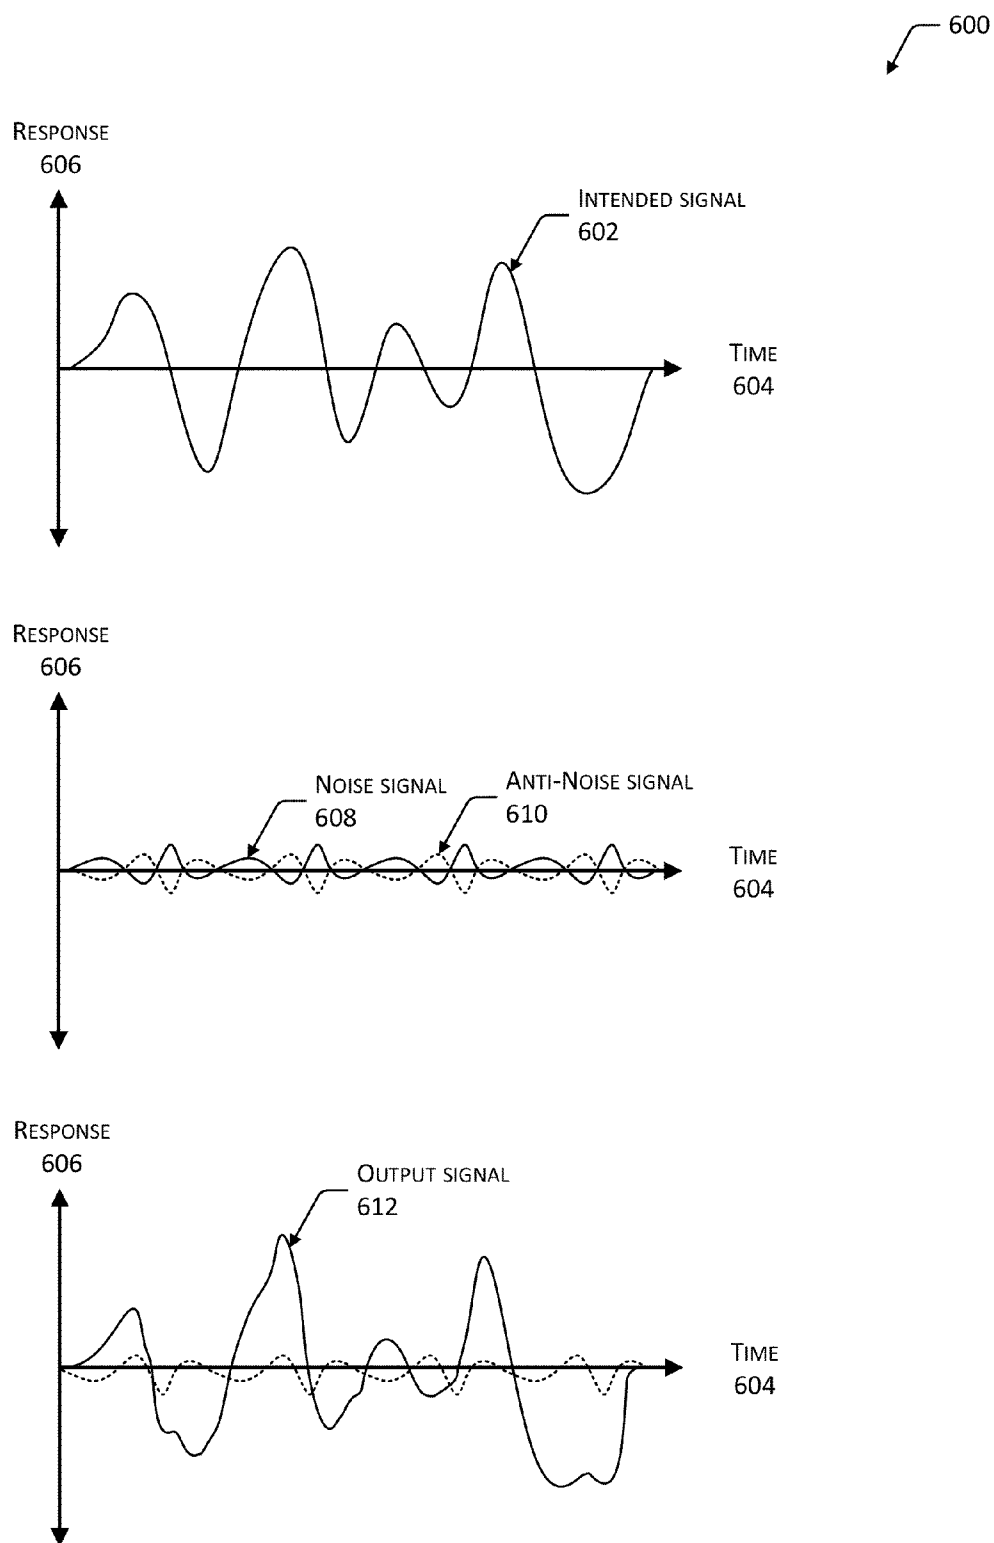 600
RESPONSE
606
INTENDED SIGNAL
602
TIME
604
RESPONSE
606
NOISE SIGNAL
608
ANTI-NOISE SIGNAL
610
TIME
604
RESPONSE
606
OUTPUT SIGNAL
612
TIME
604